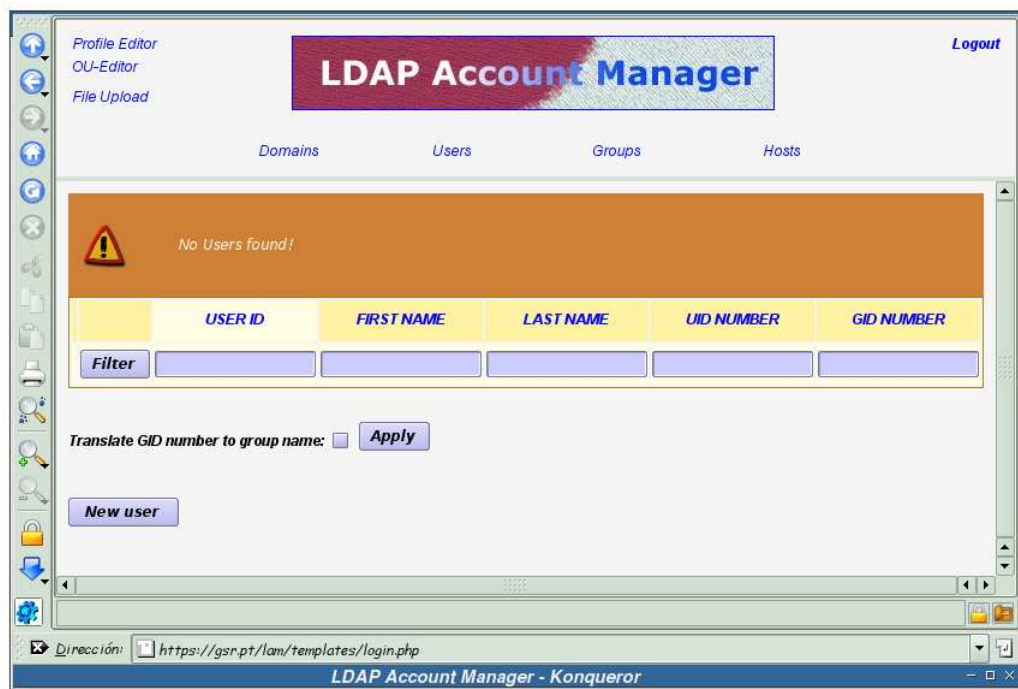 Profile Editor
OU-Editor
File Upload
LDAP Account Manager
Logout
Domains Users Groups Hosts
No Users found!
USER ID FIRST NAME LAST NAME UID NUMBER GID NUMBER
Filter
Translate GID number to group name: Apply
New user
Dirección: https://gsr.pt/lam/templates/login.php
LDAP Account Manager - Konqueror